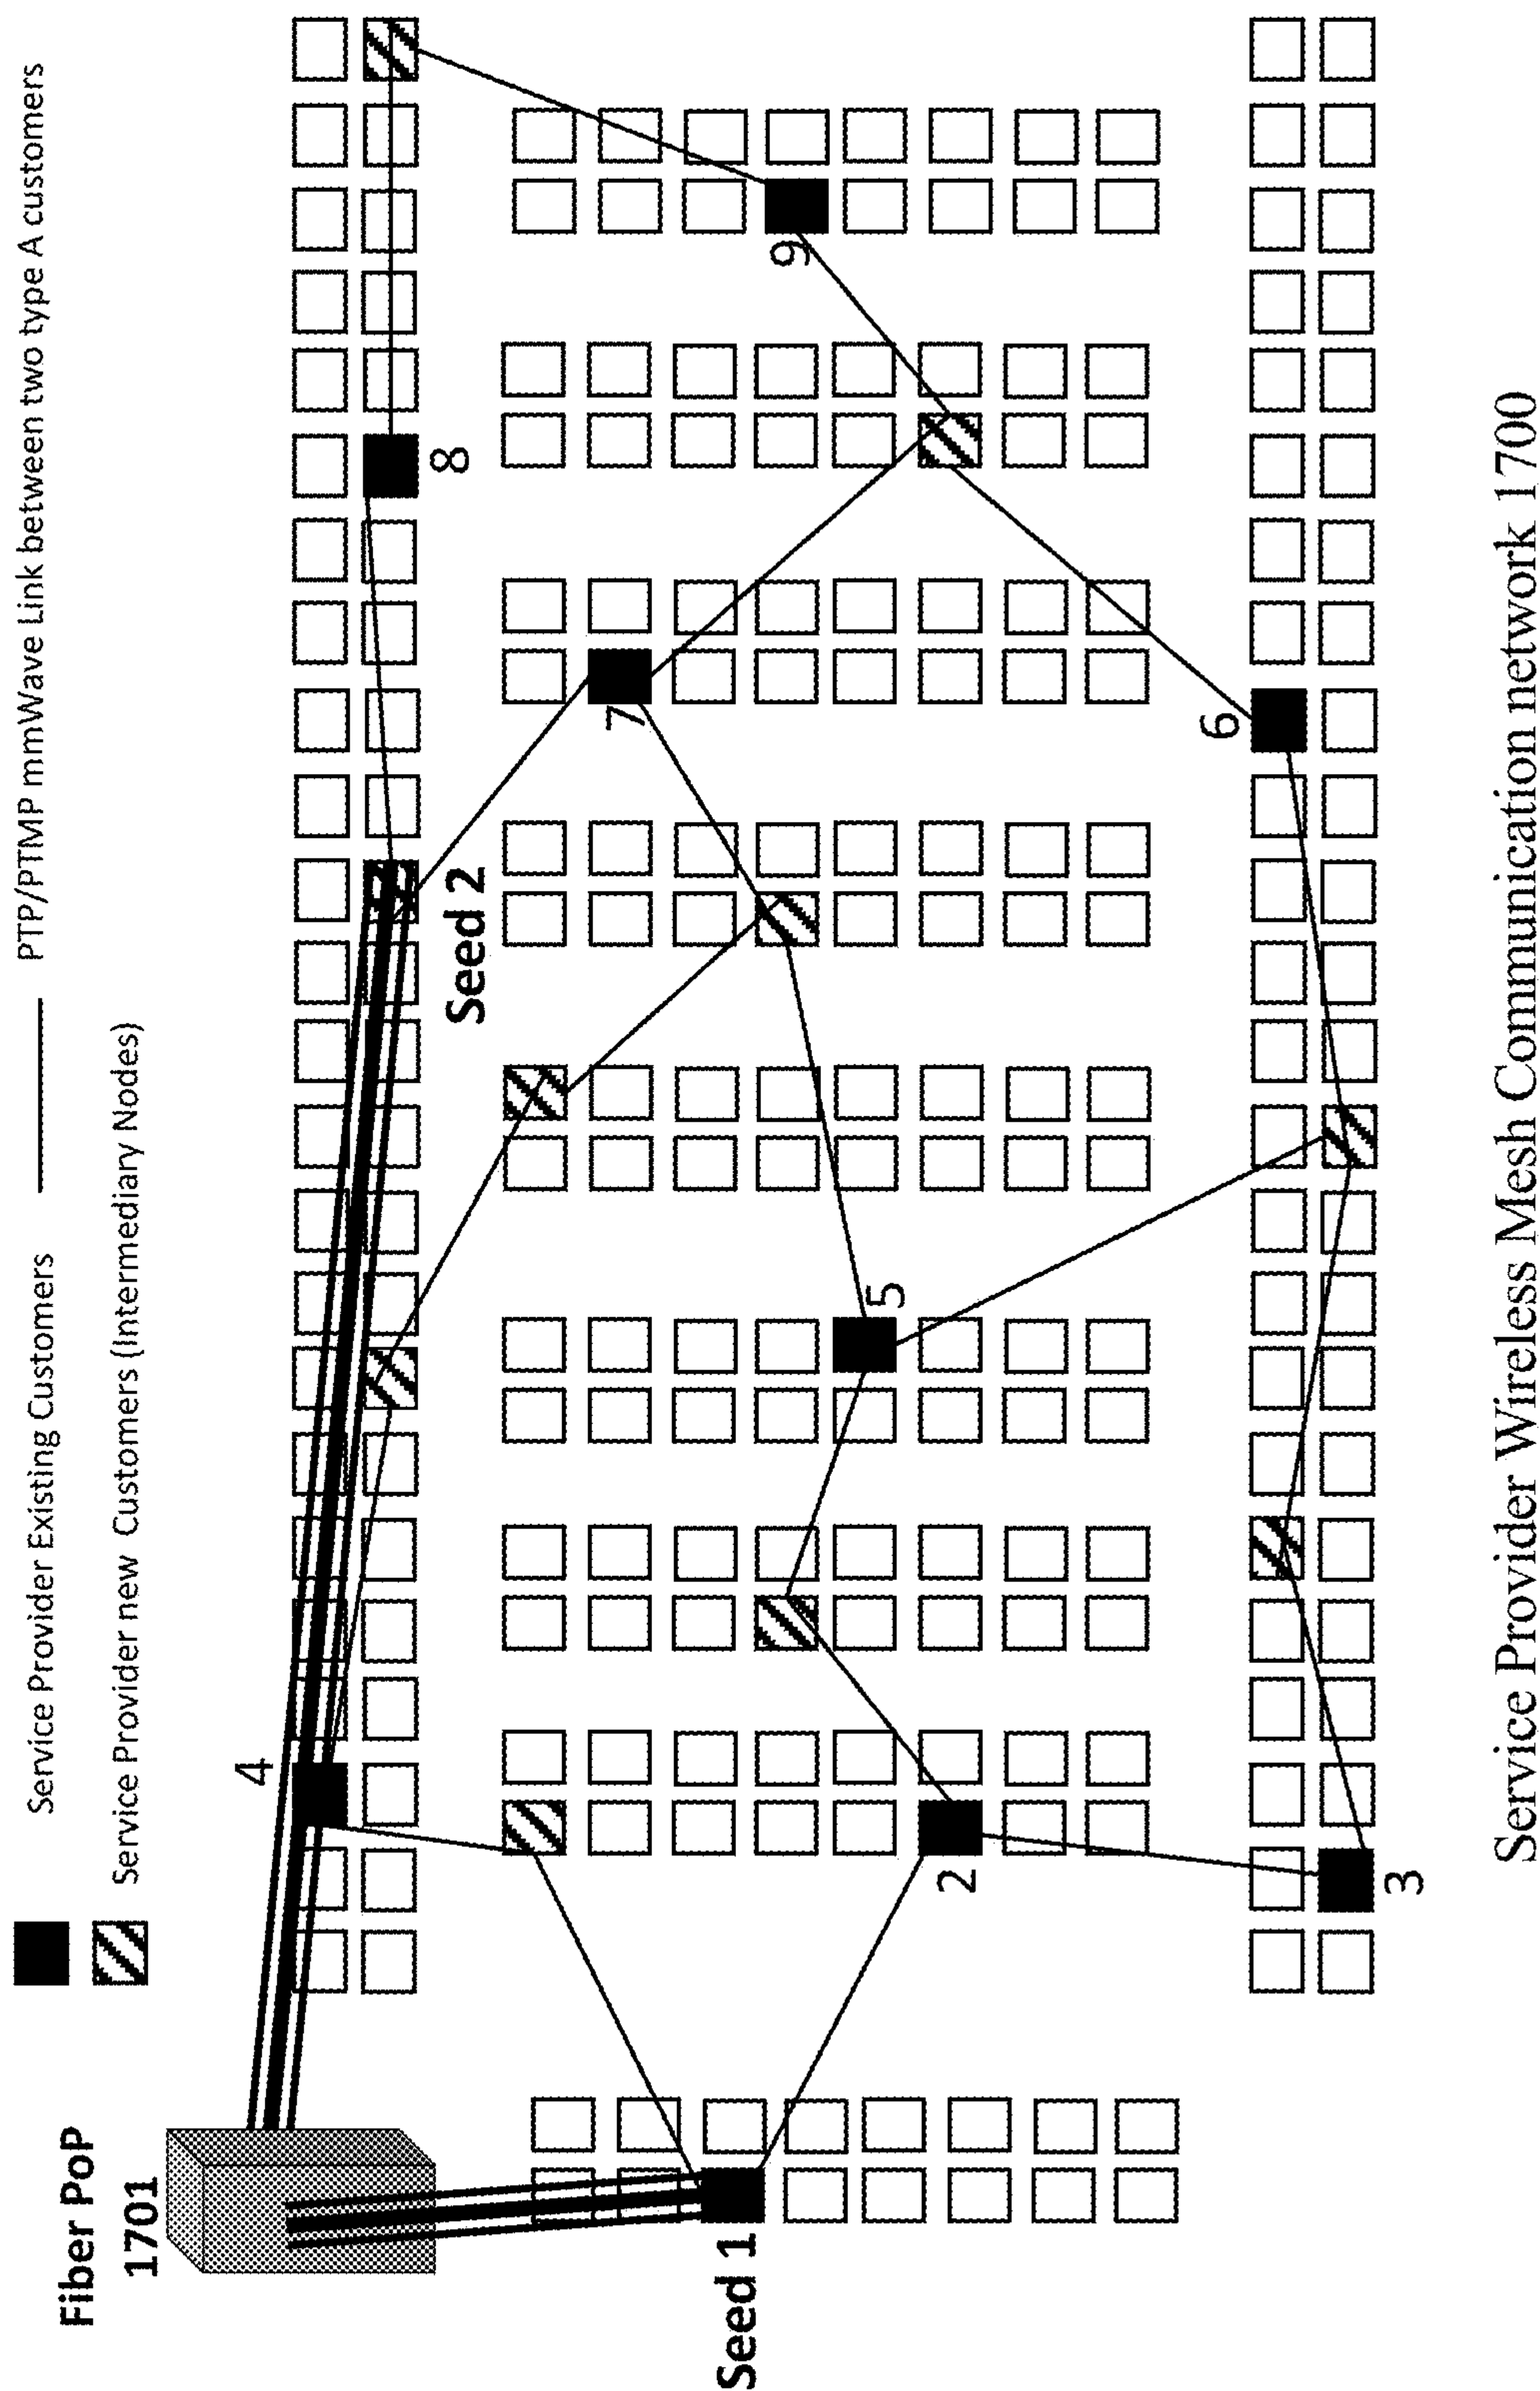 Service Provider Existing Customers
PTP/PTMP mmWave Link between two type A customers
Service Provider new Customers (Intermediary Nodes)
Fiber PoP
1701
4
8
Seed 2
7
Seed 1
9
5
2
6
3
Service Provider Wireless Mesh Communication network 1700